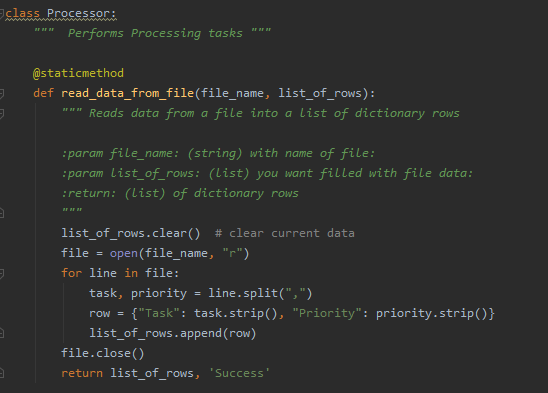 class Processor:
    """  Performs Processing tasks """

    @staticmethod
    def read_data_from_file(file_name, list_of_rows):
        """ Reads data from a file into a list of dictionary rows

        :param file_name: (string) with name of file:
        :param list_of_rows: (list) you want filled with file data:
        :return: (list) of dictionary rows
        """
        list_of_rows.clear()  # clear current data
        file = open(file_name, "r")
        for line in file:
            task, priority = line.split(",")
            row = {"Task": task.strip(), "Priority": priority.strip()}
            list_of_rows.append(row)
        file.close()
        return list_of_rows, 'Success'